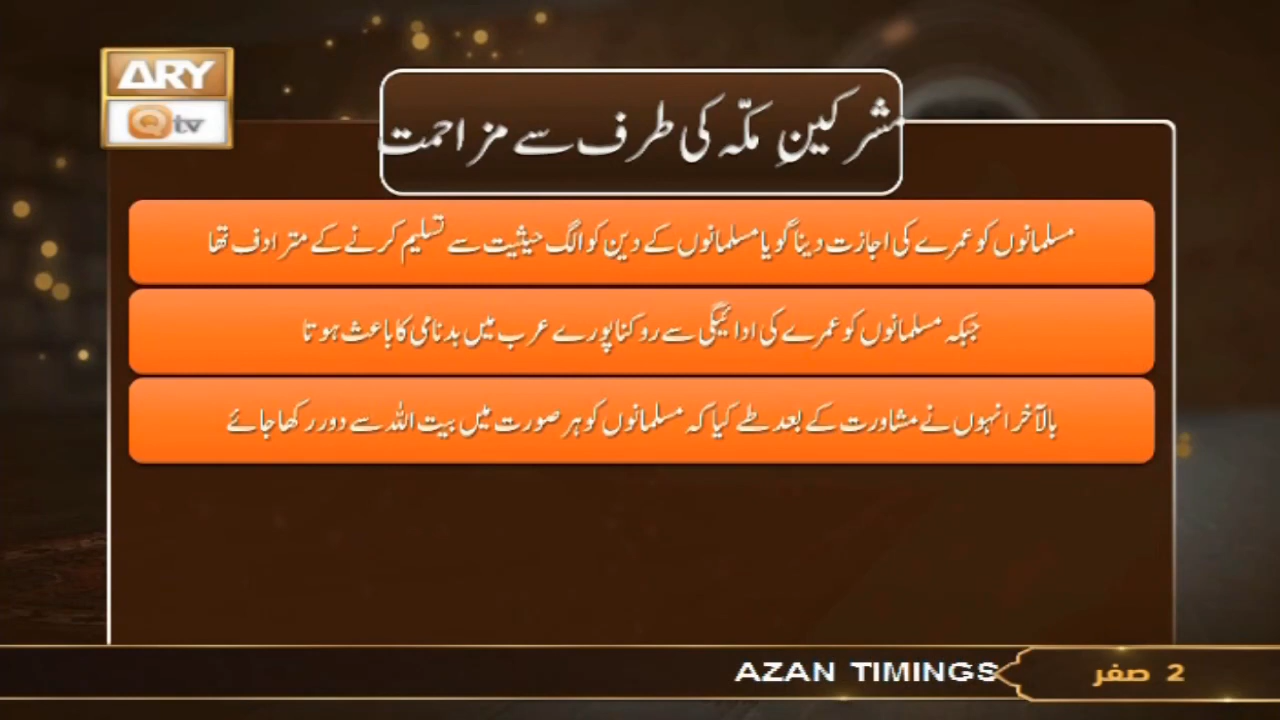 ARY
Qtv
مشرکینِ مکّہ کی طرف سے مزاحمت
مسلمانوں کو عمرے کی اجازت دینا گویا مسلمانوں کے دین کو الگ حیثیت سے تسلیم کرنے کے مترادف تھا
جبکہ مسلمانوں کو عمرے کی ادائیگی سے روکنا پورے عرب میں بدنامی کا باعث ہوتا
بالآخر انہوں نے مشاورت کے بعد طے کیا کہ مسلمانوں کو ہر صورت میں بیت اللہ سے دور رکھا جائے
AZAN TIMINGS
2 صفر